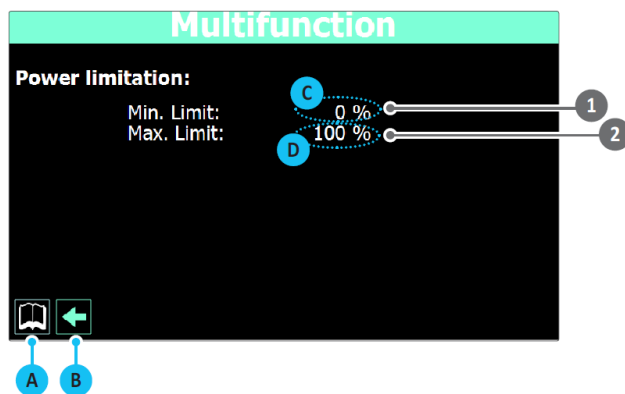 Multifunction
Power limitation:
C
Min. Limit: 0 % 1
Max. Limit: 100 % 2
D
A B